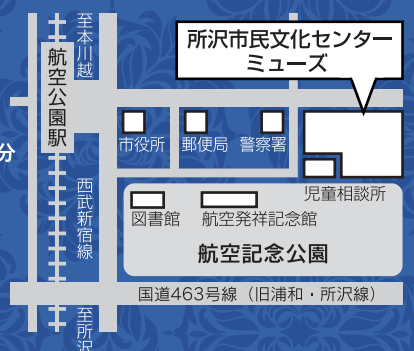 至本川越
所沢市民文化センター
ミューズ
航空公園駅
分
市役所
郵便局
警察署
児童相談所
西武新宿線
図書館
航空発祥記念館
航空記念公園
国道463号線（旧浦和・所沢線）
至所沢